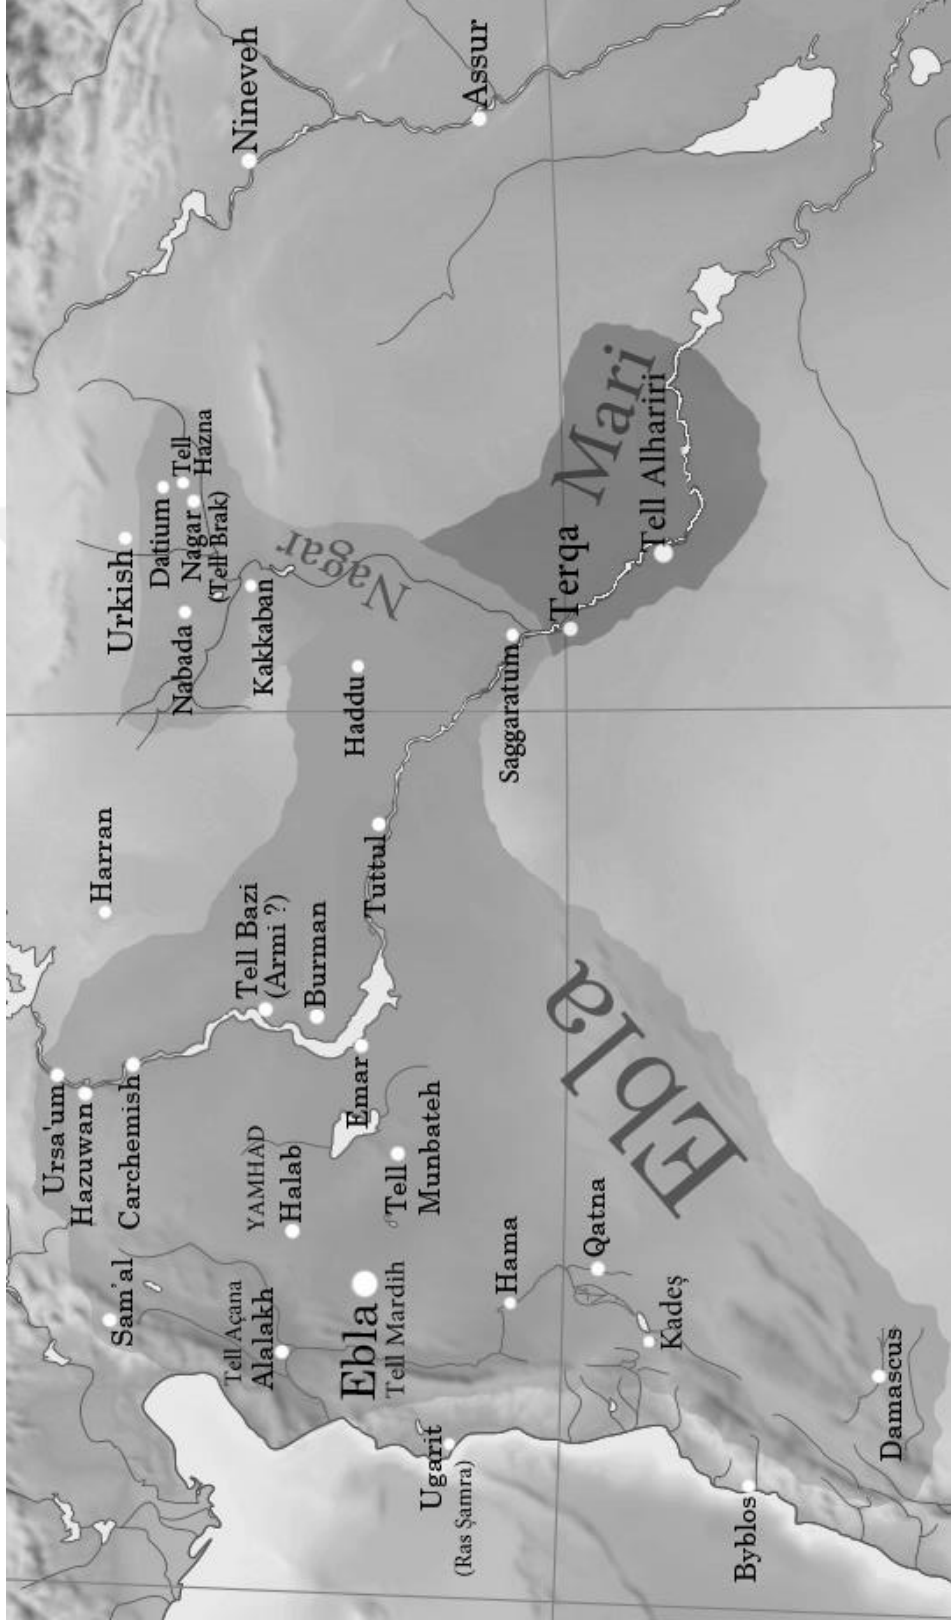 Ursa'um
Hazuwan
Carchemish
Sam'al
Harran
Urkish
Datium
Tell
Hazna
Nagar
(Tell Brak)
Nabada
Kakkaban
Nagar
Nineveh
Assur
Tell Açana
Alalakh
YAMHAD
Halab
Tell Bazi
(Armi ?)
Burman
Emar
Tell
Munbateh
Ebla
Tell Mardih
Tuttul
Haddu
Saggaratum
Terqa
Mari
Tell Alhariri
Ugarit
(Ras Şamra)
Hama
Qatna
Kadeş
Ebla
Byblos
Damascus